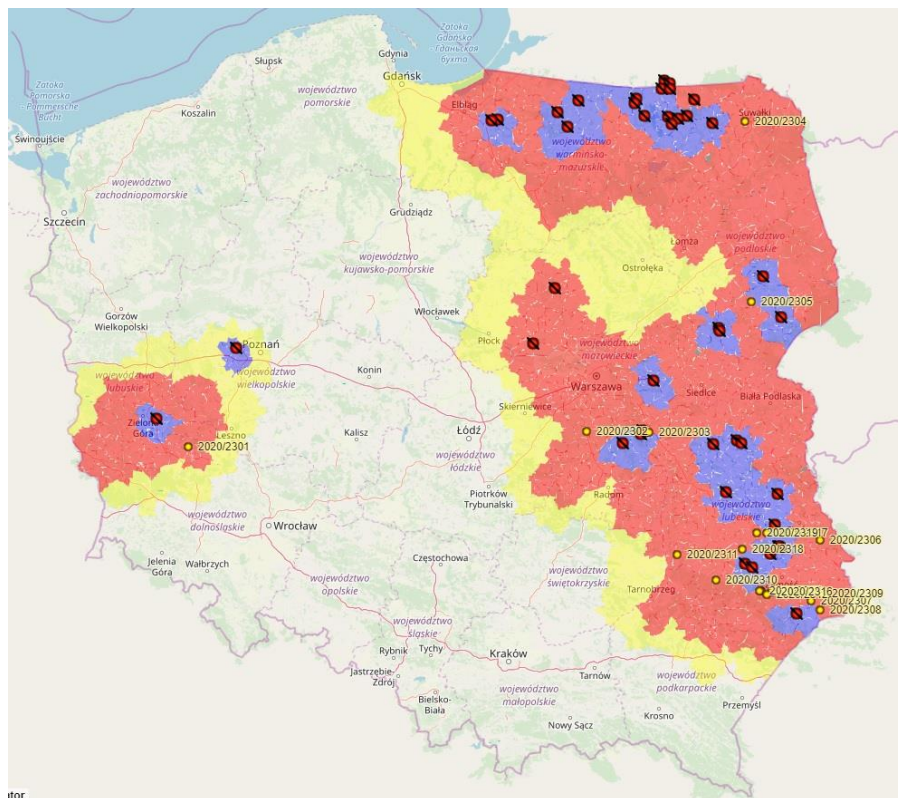 Zatoka
Gdańska
Гданьская
бухта
Zatoka
Pomorska
Pommersche
Bucht
Słupsk
Gdynia
Gdańsk
Koszalin
województwo
pomorskie
Elbląg
Suwałki
2020/2304
Świnoujście
województwo
warmińsko-
mazurskie
województwo
zachodniopomorskie
Szczecin
Grudziądz
Łomża
województwo
podlaskie
województwo
kujawsko-pomorskie
Ostrołęka
2020/2305
Gorzów
Wielkopolski
Włocławek
Płock
województwo
mazowieckie
Poznań
województwo
lubuskie
województwo
wielkopolskie
Konin
Warszawa
Siedlce
Biała Podlaska
Skierniewice
Zielona
Góra
Leszno
2020/2301
Kalisz
Łódź
2020/2302
2020/2303
województwo
łódzkie
Piotrków
Trybunalski
Radom
województwo
lubelskie
województwo
dolnośląskie
Wrocław
2020/2306
2020/2318
2020/2311
Jelenia
Góra
Wałbrzych
Częstochowa
województwo
świętokrzyskie
województwo
opolskie
Tarnobrzeg
2020/2310
2020/2309
2020/2307
2020/2308
województwo
śląskie
Rybnik
Tychy
Kraków
Jastrzębie-
Zdrój
Tarnów
województwo
podkarpackie
Bielsko-
Biała
województwo
małopolskie
Przemyśl
Krosno
Nowy Sącz